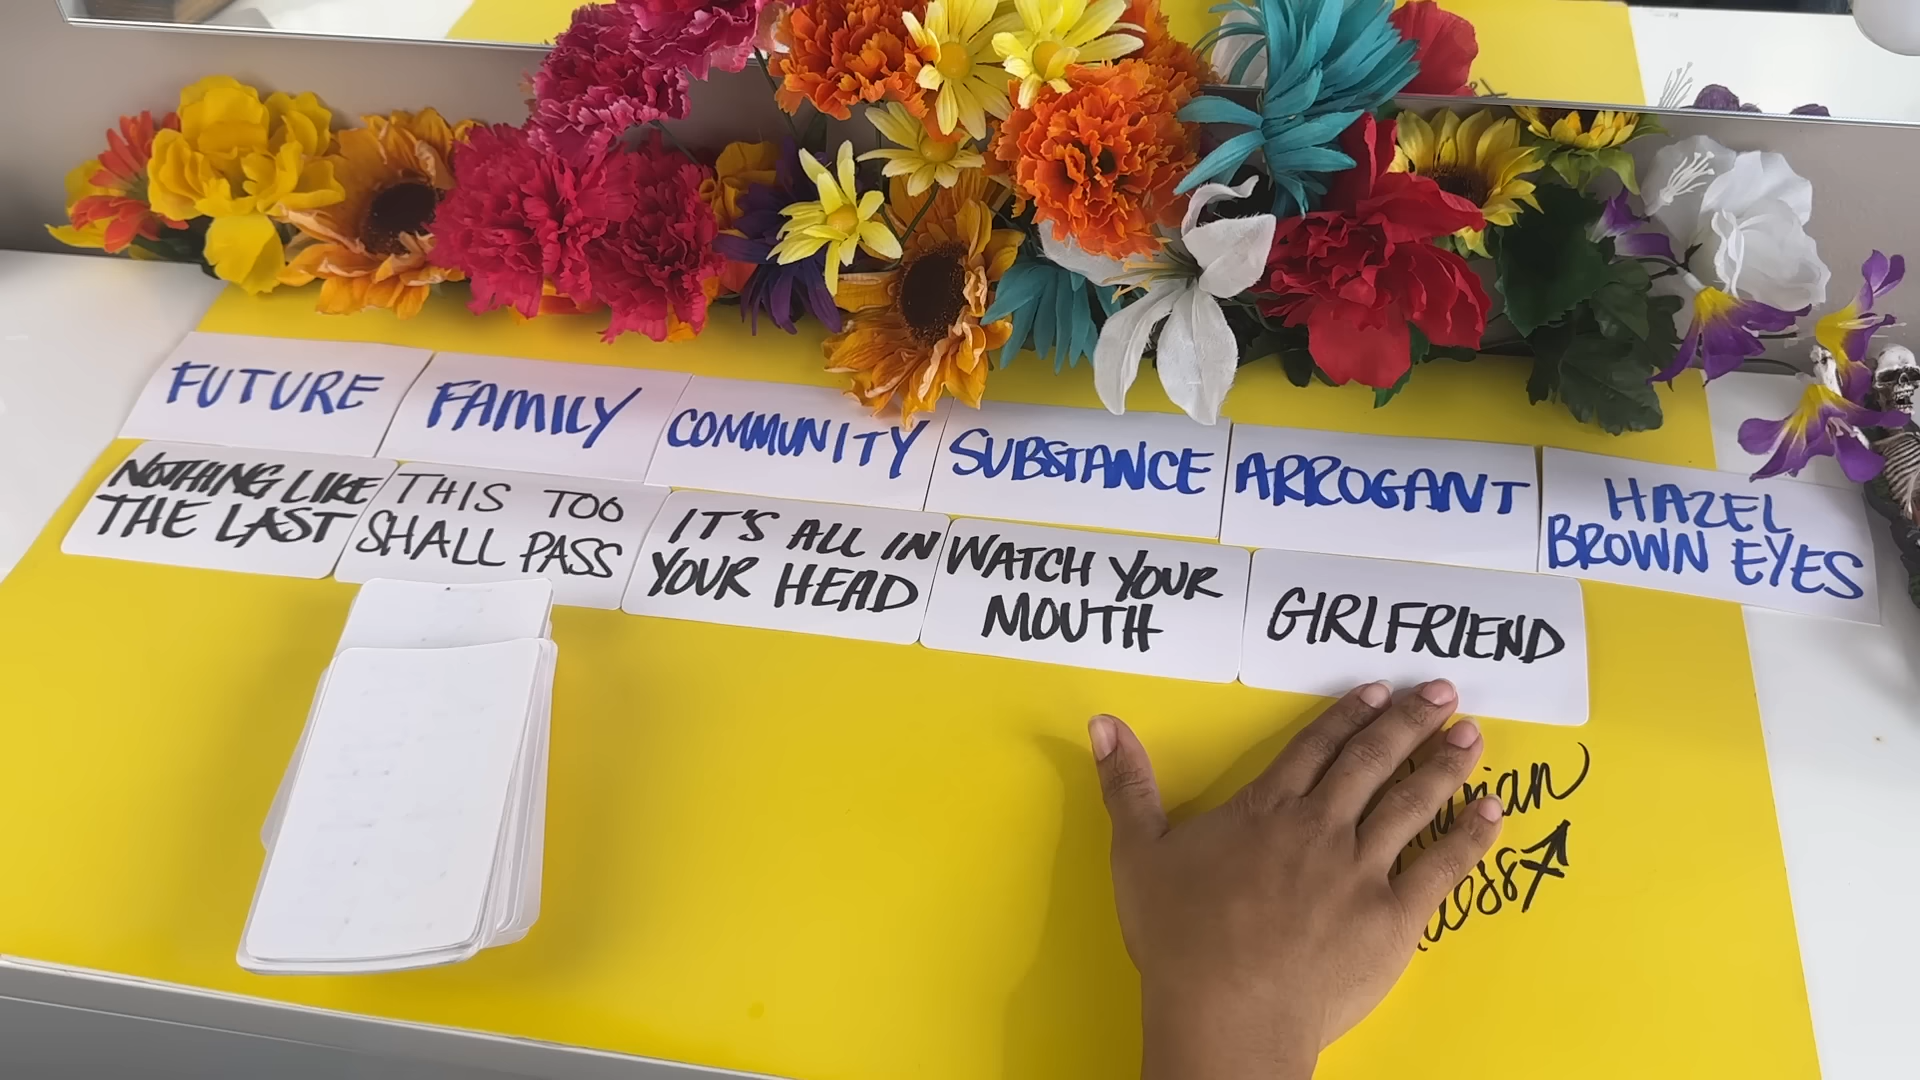 FUTURE
FAMILY
COMMUNITY
SUBSTANCE
ARROGANT
HAZEL
BROWN EYES
NOTHING LIKE
THE LAST
THIS TOO
SHALL PASS
IT'S ALL IN
YOUR HEAD
WATCH YOUR
MOUTH
GIRLFRIEND